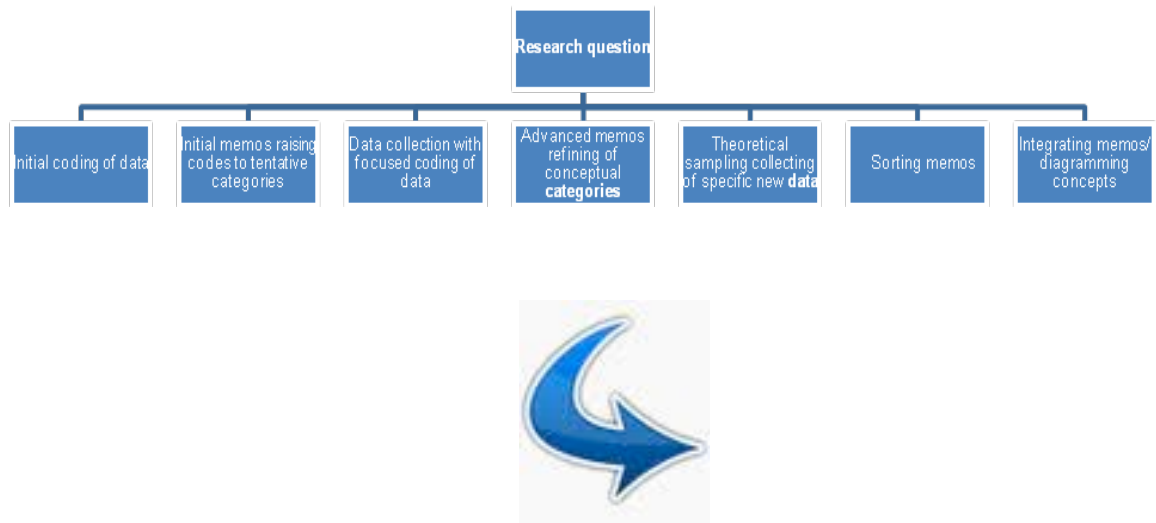 Research question
Initial coding of data
Initial memos raising
codes to tentative
categories
Data collection with
focused coding of
data
Advanced memos
refining of
conceptual
categories
Theoretical
sampling collecting
of specific new data
Sorting memos
Integrating memos/
diagramming
concepts